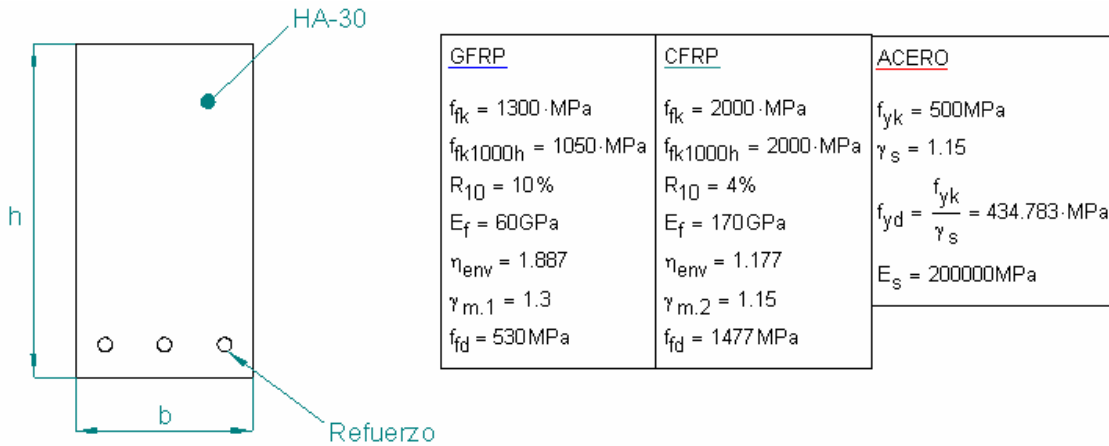 HA-30
h
b
Refuerzo
GFRP
f_fk = 1300·MPa
f_fk1000h = 1050·MPa
R_10 = 10%
E_f = 60GPa
η_env = 1.887
γ_m.1 = 1.3
f_fd = 530MPa
CFRP
f_fk = 2000·MPa
f_fk1000h = 2000·MPa
R_10 = 4%
E_f = 170GPa
η_env = 1.177
γ_m.2 = 1.15
f_fd = 1477MPa
ACERO
f_yk = 500MPa
γ_s = 1.15
f_yd = f_yk / γ_s = 434.783·MPa
E_s = 200000MPa